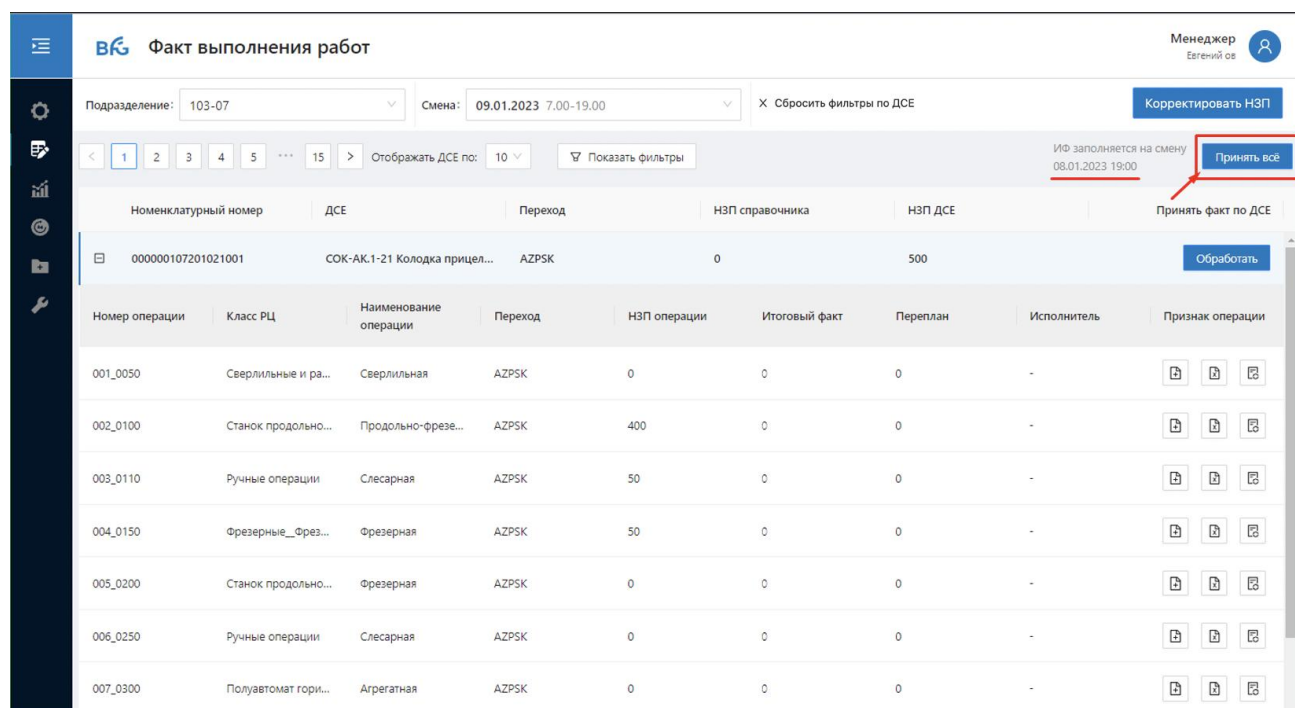 BFG Факт выполнения работ
Менеджер
Евгений ов
Подразделение: 103-07 Смена: 09.01.2023 7.00-19.00 X Сбросить фильтры по ДСЕ Корректировать НЗП
< 1 2 3 4 5 ••• 15 > Отображать ДСЕ по: 10 Показать фильтры
ИФ заполняется на смену
08.01.2023 19:00
Принять всё
Номенклатурный номер ДСЕ Переход НЗП справочника НЗП ДСЕ Принять факт по ДСЕ
000000107201021001 СОК-АК.1-21 Колодка прицел... AZPSK 0 500 Обработать
Номер операции Класс РЦ Наименование операции Переход НЗП операции Итоговый факт Переплан Исполнитель Признак операции
001_0050 Сверлильные и ра... Сверлильная AZPSK 0 0 0 -
002_0100 Станок продольно... Продольно-фрезе... AZPSK 400 0 0 -
003_0110 Ручные операции Слесарная AZPSK 50 0 0 -
004_0150 Фрезерные__Фрез... Фрезерная AZPSK 50 0 0 -
005_0200 Станок продольно... Фрезерная AZPSK 0 0 0 -
006_0250 Ручные операции Слесарная AZPSK 0 0 0 -
007_0300 Полуавтомат гори... Агрегатная AZPSK 0 0 0 -